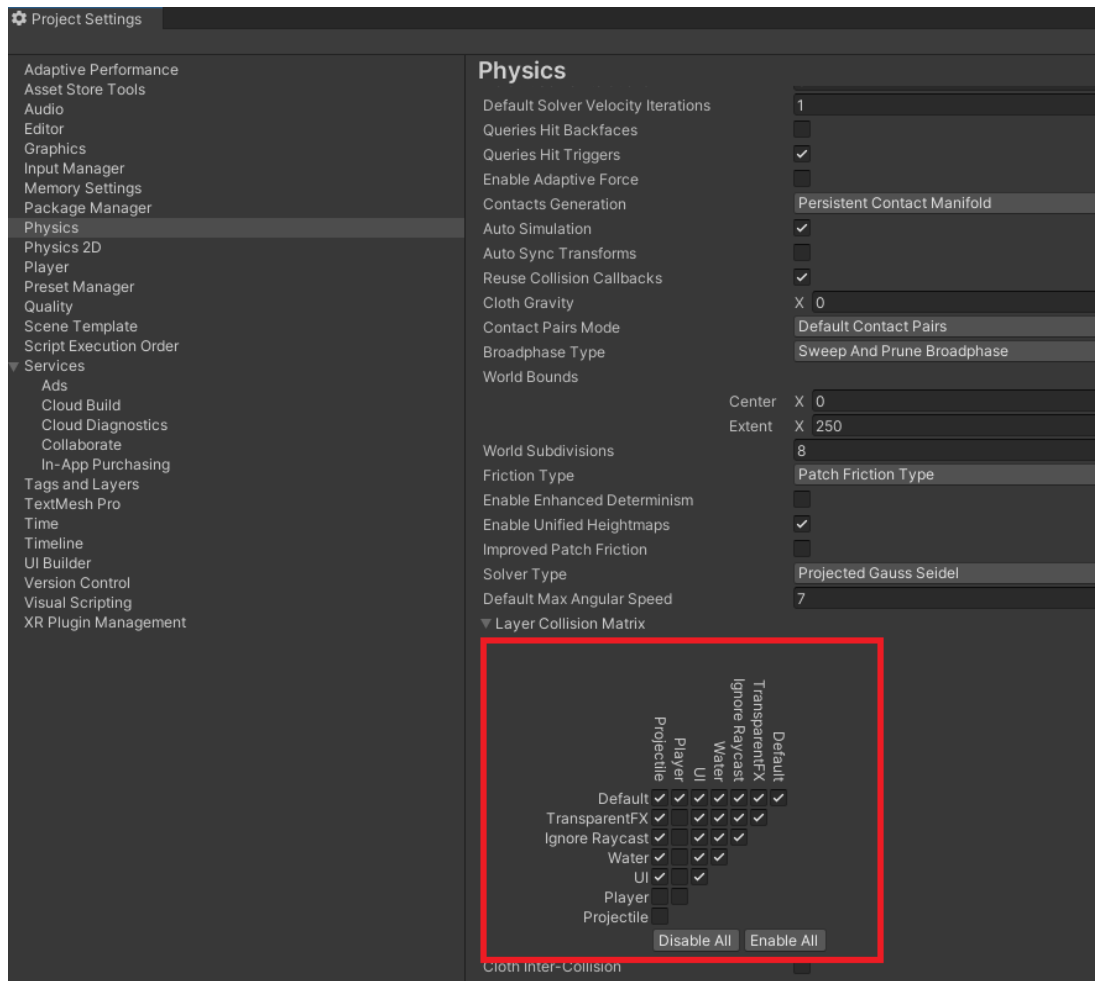 Project Settings
Adaptive Performance
Asset Store Tools
Audio
Editor
Graphics
Input Manager
Memory Settings
Package Manager
Physics
Physics 2D
Player
Preset Manager
Quality
Scene Template
Script Execution Order
Services
Ads
Cloud Build
Cloud Diagnostics
Collaborate
In-App Purchasing
Tags and Layers
TextMesh Pro
Time
Timeline
UI Builder
Version Control
Visual Scripting
XR Plugin Management
Physics
Default Solver Velocity Iterations 1
Queries Hit Backfaces
Queries Hit Triggers
Enable Adaptive Force
Contacts Generation Persistent Contact Manifold
Auto Simulation
Auto Sync Transforms
Reuse Collision Callbacks
Cloth Gravity X 0
Contact Pairs Mode Default Contact Pairs
Broadphase Type Sweep And Prune Broadphase
World Bounds
Center X 0
Extent X 250
World Subdivisions 8
Friction Type Patch Friction Type
Enable Enhanced Determinism
Enable Unified Heightmaps
Improved Patch Friction
Solver Type Projected Gauss Seidel
Default Max Angular Speed 7
Layer Collision Matrix
Projectile
Player
UI
Water
Ignore Raycast
TransparentFX
Default
Default
TransparentFX
Ignore Raycast
Water
UI
Player
Projectile
Disable All Enable All
Cloth Inter-Collision